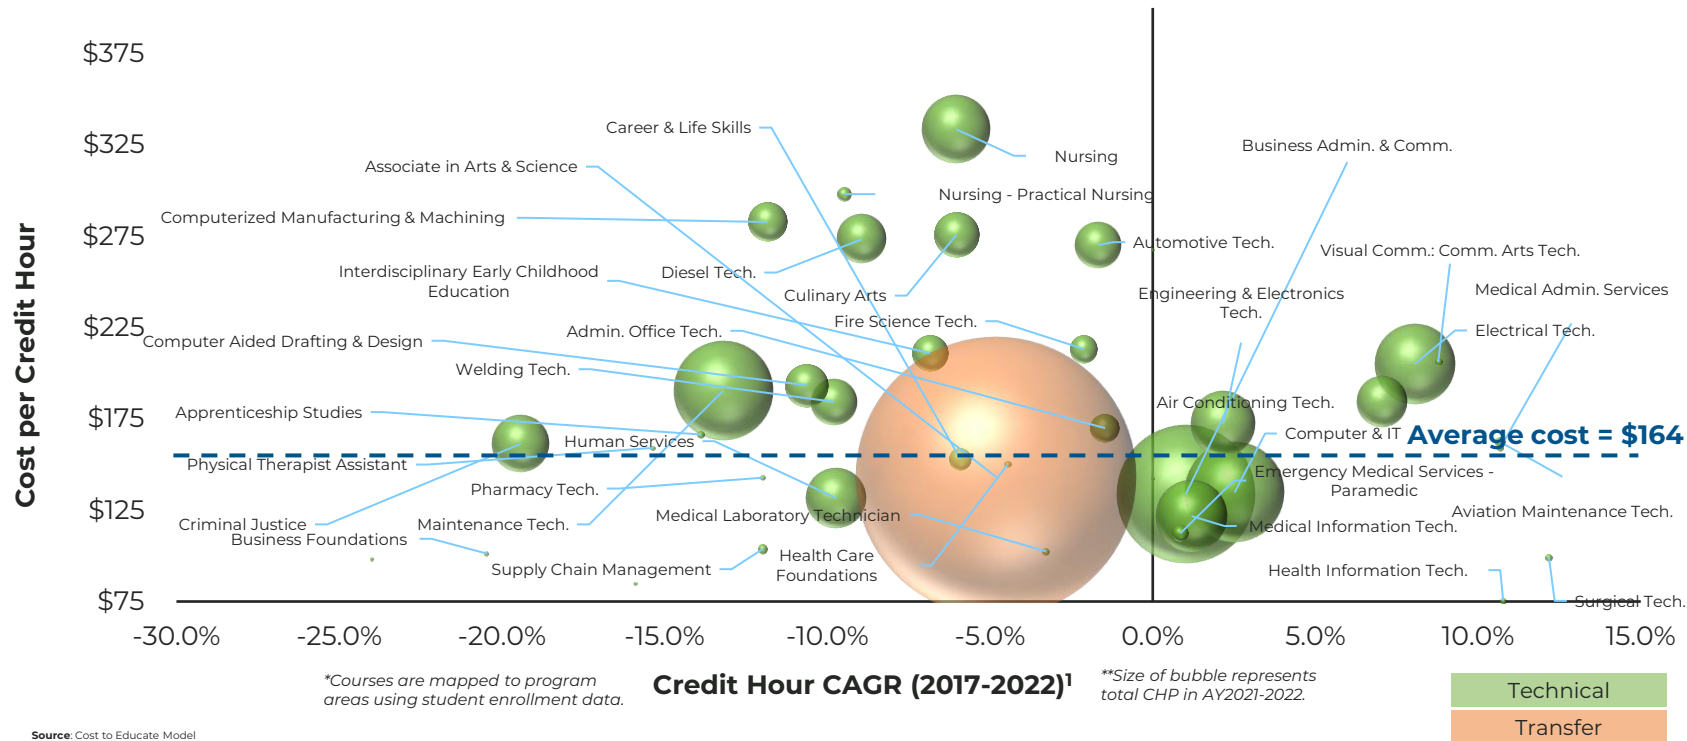 $375
$325
$275
$225
$175
$125
$75
Cost per Credit Hour
Career & Life Skills
Associate in Arts & Science
Nursing
Business Admin. & Comm.
Nursing - Practical Nursing
Computerized Manufacturing & Machining
Automotive Tech.
Visual Comm.: Comm. Arts Tech.
Interdisciplinary Early Childhood
Education
Diesel Tech.
Culinary Arts
Engineering & Electronics
Tech.
Medical Admin. Services
Fire Science Tech.
Admin. Office Tech.
Electrical Tech.
Computer Aided Drafting & Design
Welding Tech.
Air Conditioning Tech.
Apprenticeship Studies
Human Services
Computer & IT
Average cost = $164
Physical Therapist Assistant
Emergency Medical Services -
Paramedic
Pharmacy Tech.
Medical Laboratory Technician
Aviation Maintenance Tech.
Criminal Justice
Maintenance Tech.
Medical Information Tech.
Business Foundations
Supply Chain Management
Health Care
Foundations
Health Information Tech.
Surgical Tech.
-30.0%
-25.0%
-20.0%
-15.0%
-10.0%
-5.0%
0.0%
5.0%
10.0%
15.0%
*Courses are mapped to program
areas using student enrollment data.
Credit Hour CAGR (2017-2022)¹
**Size of bubble represents
total CHP in AY2021-2022.
Technical
Transfer
Source: Cost to Educate Model